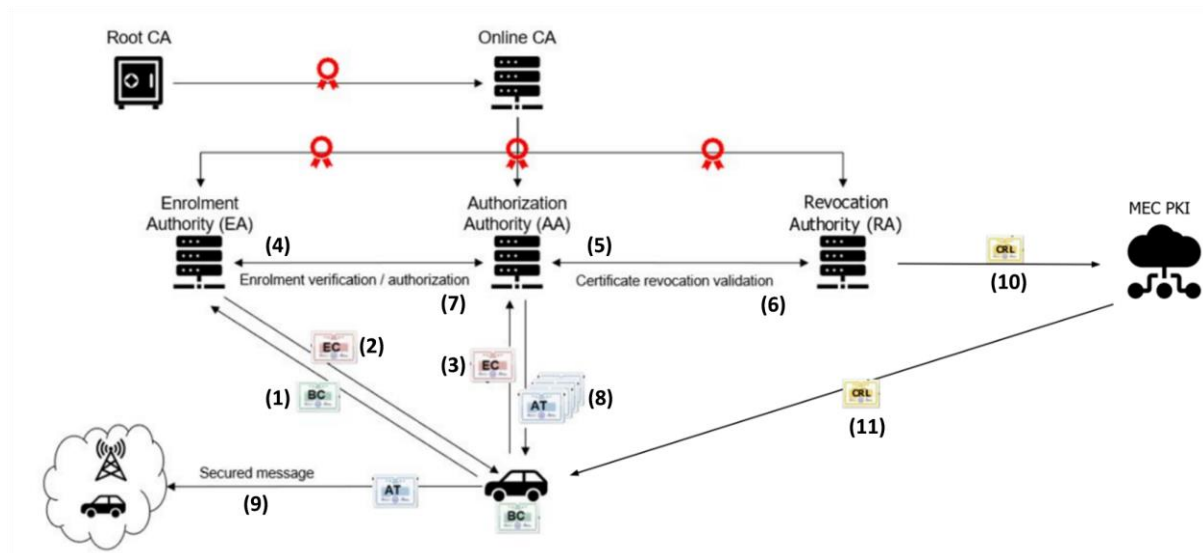 Root CA
Online CA
Enrolment
Authority (EA)
Authorization
Authority (AA)
Revocation
Authority (RA)
MEC PKI
(4)
(5)
CRL
Enrolment verification / authorization
Certificate revocation validation
(10)
(7)
(6)
EC
(2)
(3)
EC
(1)
BC
AT
(8)
CRL
(11)
Secured message
(9)
AT
BC